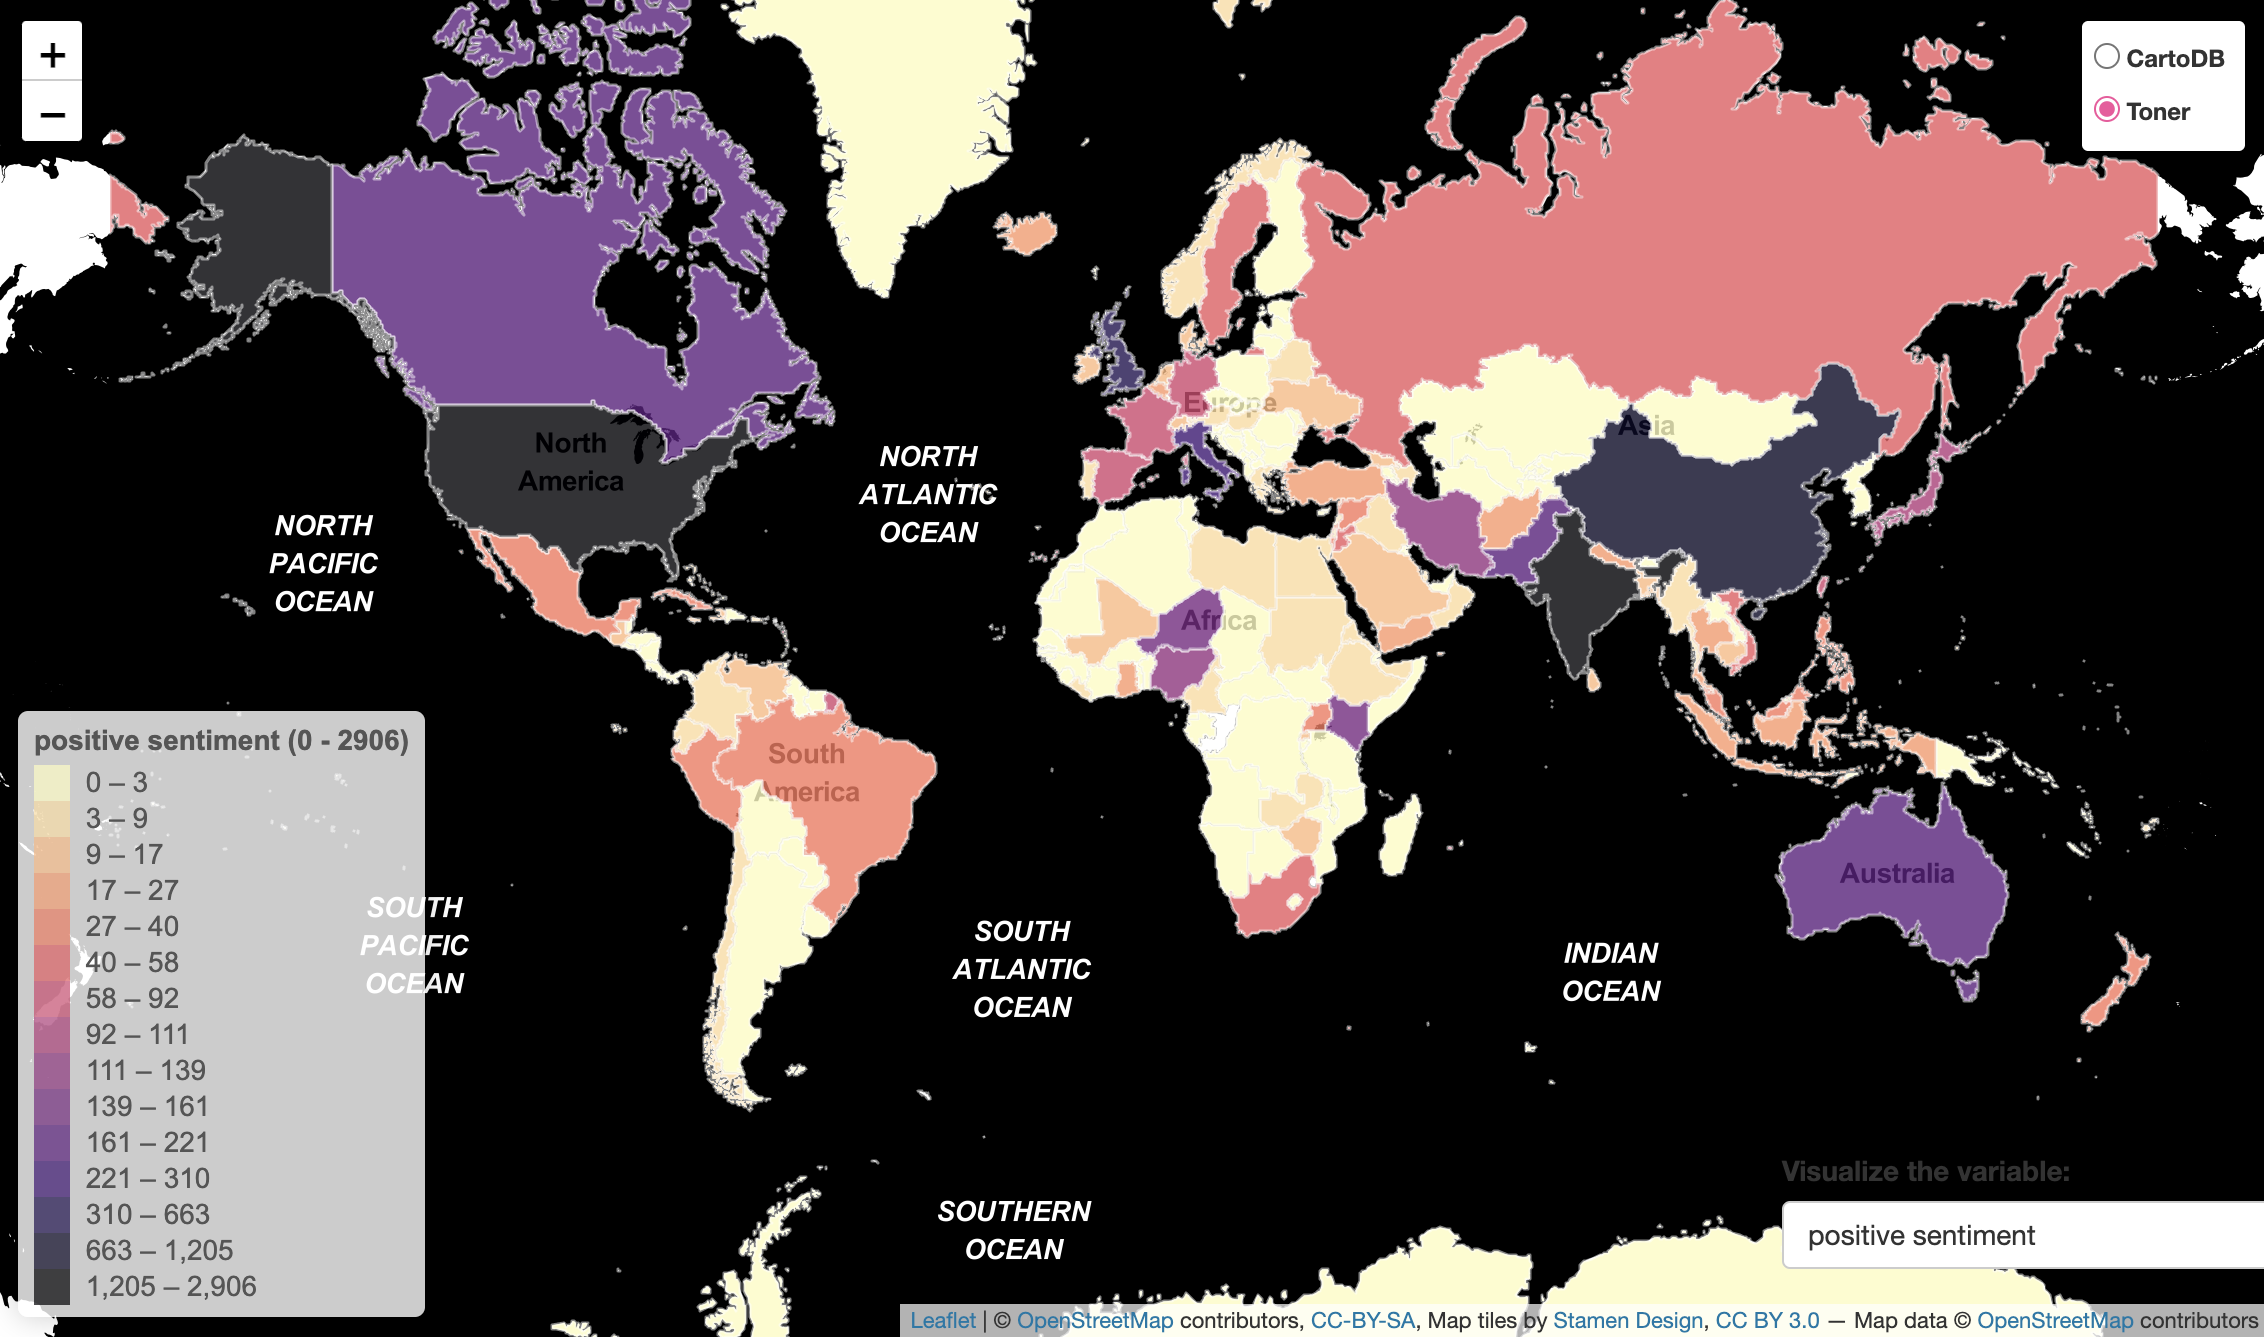 +
−
CartoDB
Toner
North
America
NORTH
ATLANTIC
OCEAN
Europe
Asia
NORTH
PACIFIC
OCEAN
Africa
South
America
positive sentiment (0 - 2906)
0 – 3
3 – 9
9 – 17
17 – 27
27 – 40
40 – 58
58 – 92
92 – 111
111 – 139
139 – 161
161 – 221
221 – 310
310 – 663
663 – 1,205
1,205 – 2,906
SOUTH
PACIFIC
OCEAN
SOUTH
ATLANTIC
OCEAN
INDIAN
OCEAN
Australia
SOUTHERN
OCEAN
Visualize the variable:
positive sentiment
Leaflet | © OpenStreetMap contributors, CC-BY-SA, Map tiles by Stamen Design, CC BY 3.0 — Map data © OpenStreetMap contributors